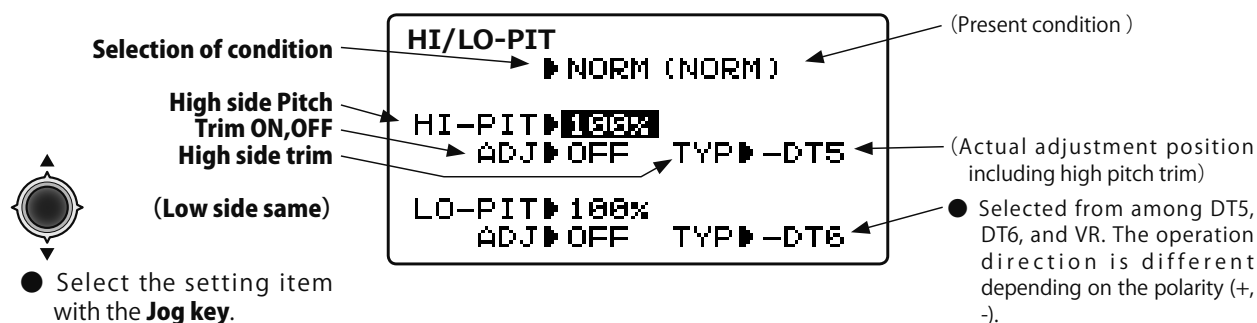 Selection of condition
High side Pitch
Trim ON,OFF
High side trim
(Low side same)
● Select the setting item
with the Jog key.
HI/LO-PIT
NORM (NORM)
HI-PIT 100%
ADJ OFF TYP -DT5
LO-PIT 100%
ADJ OFF TYP -DT6
(Present condition )
(Actual adjustment position
including high pitch trim)
● Selected from among DT5,
DT6, and VR. The operation
direction is different
depending on the polarity (+,
-).